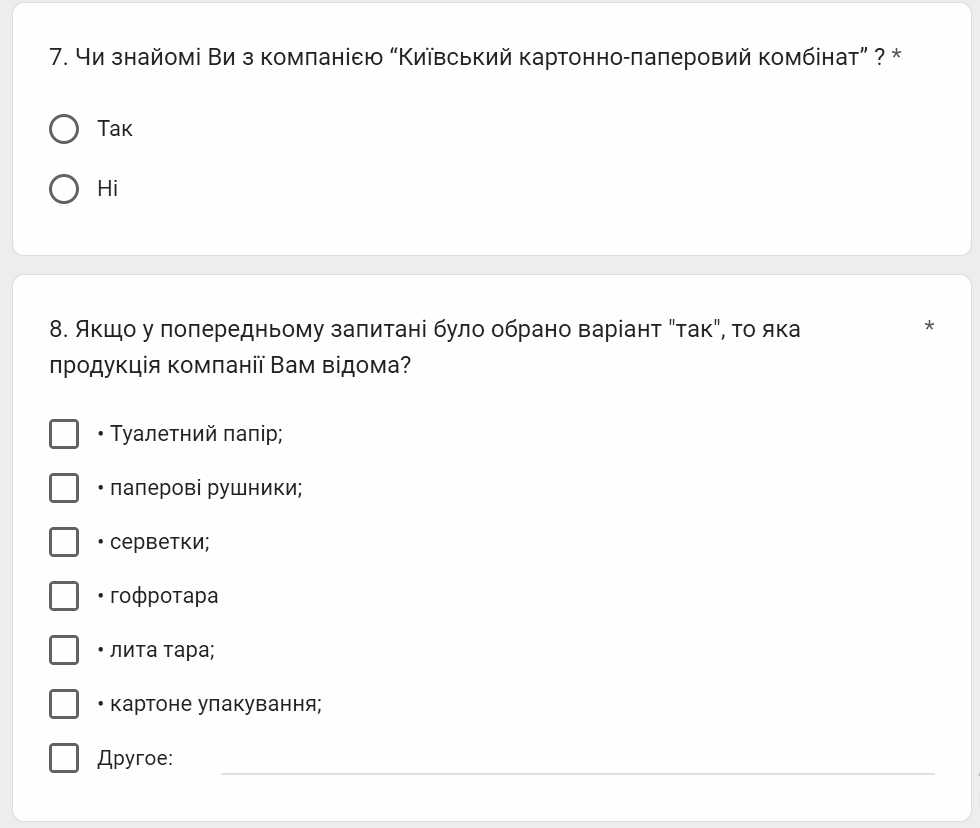 7. Чи знайомі Ви з компанією “Київський картонно-паперовий комбінат” ? *
Так
Ні
8. Якщо у попередньому запитані було обрано варіант "так", то яка *
продукція компанії Вам відома?
• Туалетний папір;
• паперові рушники;
• серветки;
• гофротара
• лита тара;
• картоне упакування;
Другое: